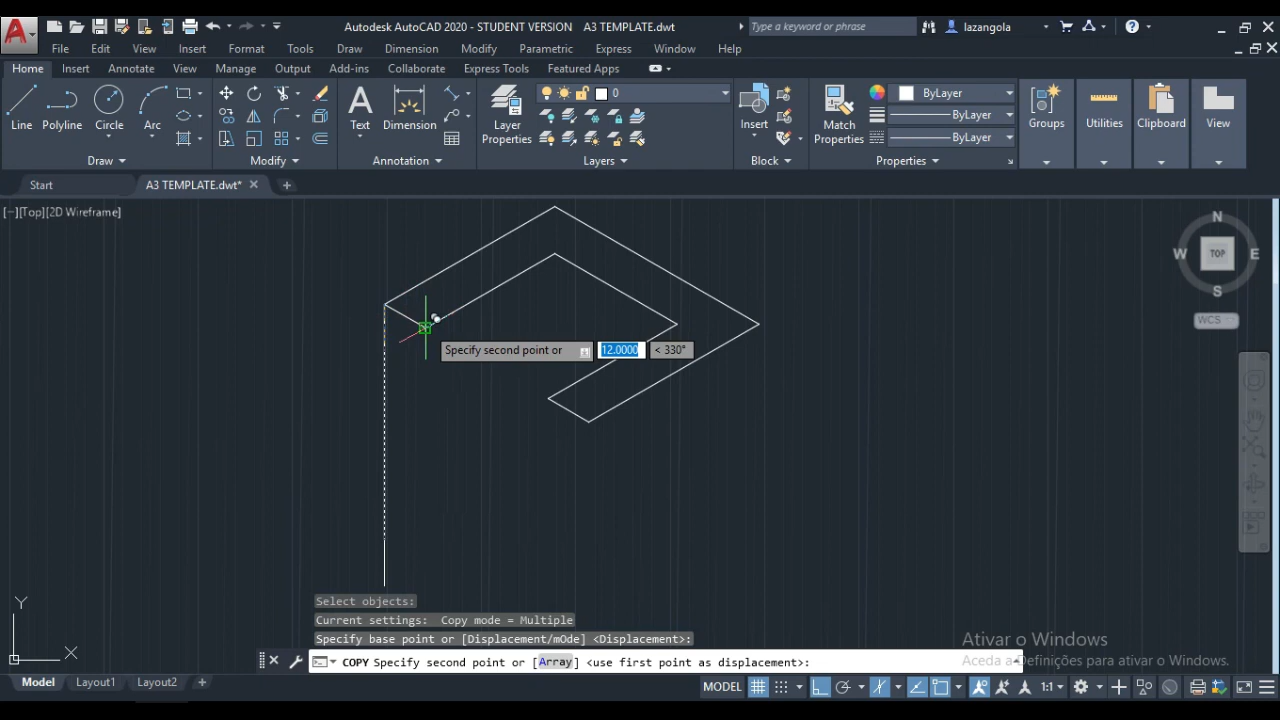 Autodesk AutoCAD 2020 - STUDENT VERSION A3 TEMPLATE.dwt
Type a keyword or phrase
lazangola
File Edit View Insert Format Tools Draw Dimension Modify Parametric Express Window Help
Home Insert Annotate View Manage Output Add-ins Collaborate Express Tools Featured Apps
0
ByLayer
ByLayer
ByLayer
Line Polyline Circle Arc
Text Dimension
Layer Properties
Insert
Match Properties
Groups Utilities Clipboard View
Draw Modify Annotation Layers Block Properties
Start A3 TEMPLATE.dwt* +
[−][Top][2D Wireframe]
N
W TOP E
S
WCS
Specify second point or 12.0000 < 330°
Y
X
Select objects:
Current settings: Copy mode = Multiple
Specify base point or [Displacement/mOde] <Displacement>:
COPY Specify second point or [Array] <use first point as displacement>:
Ativar o Windows
Aceda a Definições para ativar o Windows.
Model Layout1 Layout2 +
MODEL 1:1